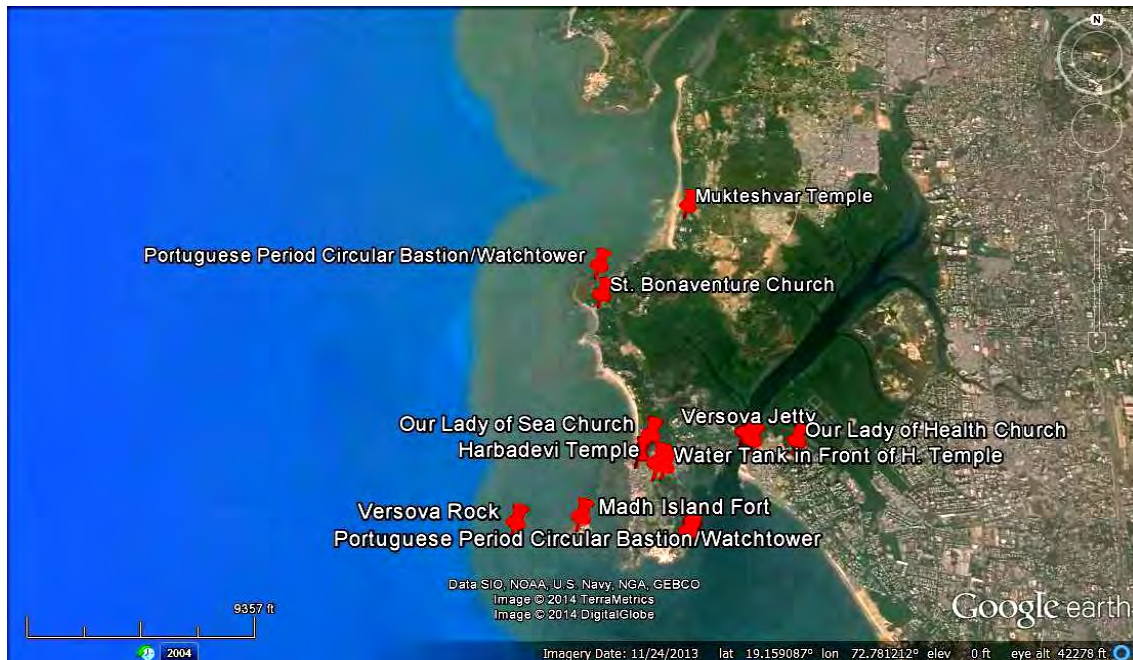 N
Mukteshvar Temple
Portuguese Period Circular Bastion/Watchtower
St. Bonaventure Church
Our Lady of Sea Church
Versova Jetty
Our Lady of Health Church
Harbadevi Temple
Water Tank in Front of H. Temple
Versova Rock
Madh Island Fort
Portuguese Period Circular Bastion/Watchtower
Data SIO, NOAA, U.S. Navy, NGA, GEBCO
Image © 2014 TerraMetrics
Image © 2014 DigitalGlobe
9357 ft
Google earth
2004
Imagery Date: 11/24/2013 lat 19.159087° lon 72.781212° elev 0 ft eye alt 42278 ft